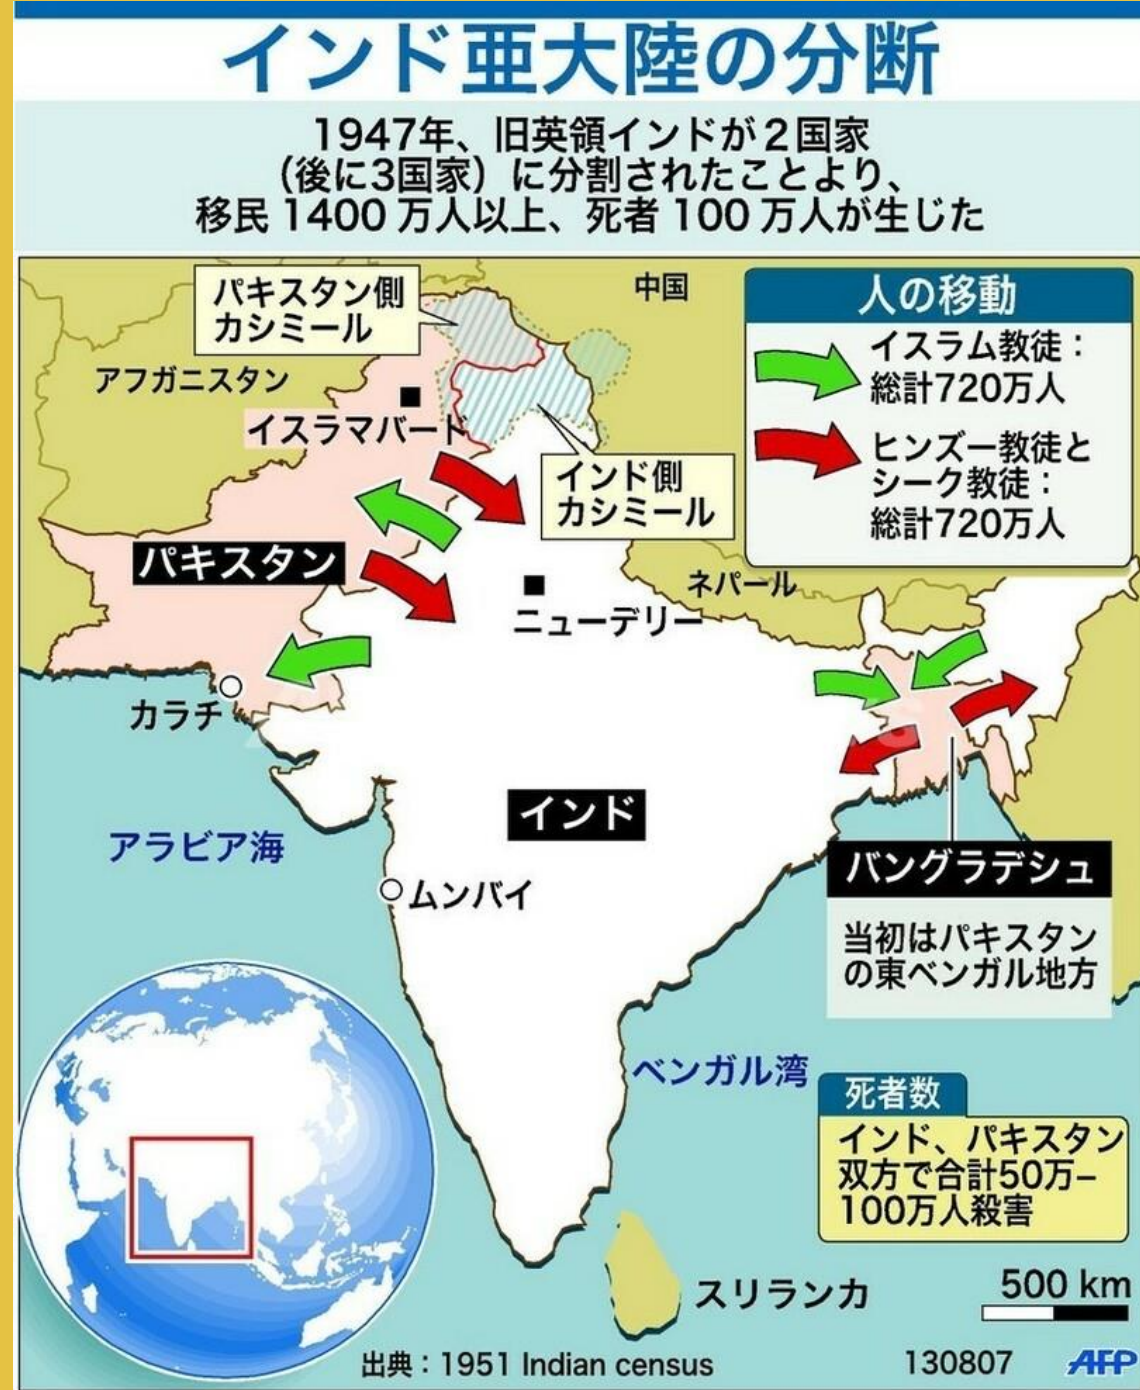 インド亜大陸の分断
1947年、旧英領インドが2国家
(後に3国家)に分割されたことより、
移民 1400 万人以上、死者 100 万人が生じた
パキスタン側
カシミール
中国
人の移動
イスラム教徒:
総計720万人
ヒンズー教徒と
シーク教徒:
総計720万人
アフガニスタン
イスラマバード
インド側
カシミール
パキスタン
ネパール
ニューデリー
カラチ
インド
アラビア海
バングラデシュ
当初はパキスタン
の東ベンガル地方
ムンバイ
ベンガル湾
死者数
インド、パキスタン
双方で合計50万–
100万人殺害
スリランカ
500 km
出典:1951 Indian census
130807
AFP